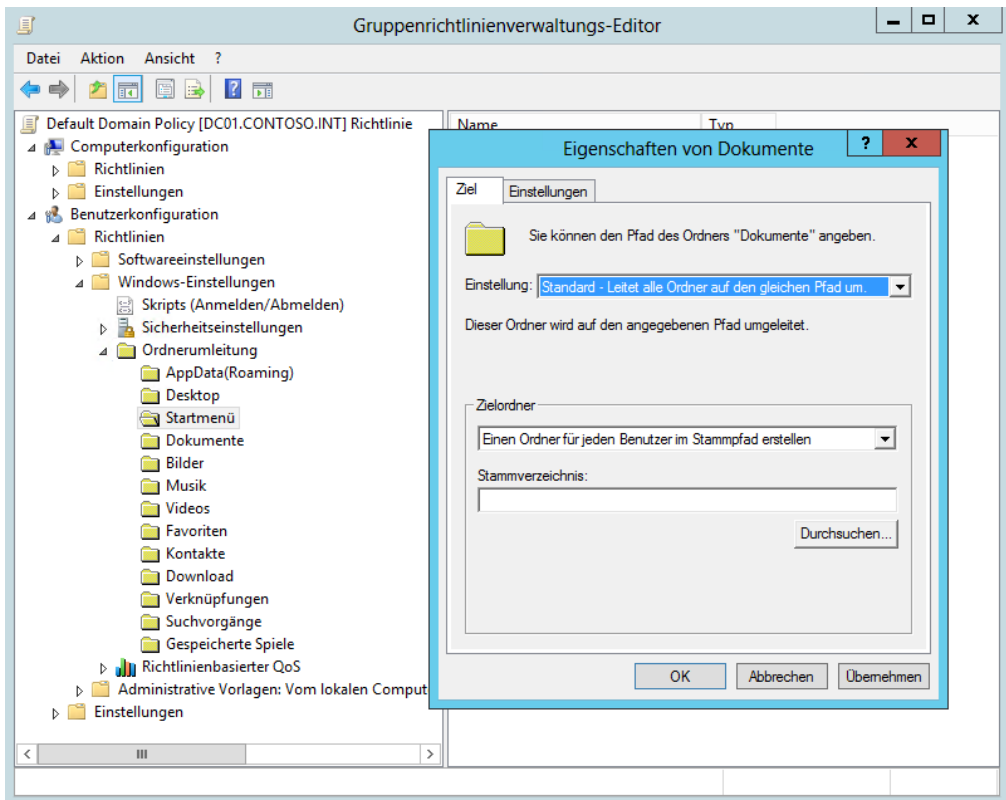 Gruppenrichtlinienverwaltungs-Editor
Datei Aktion Ansicht ?
Default Domain Policy [DC01.CONTOSO.INT] Richtlinie
Computerkonfiguration
Richtlinien
Einstellungen
Benutzerkonfiguration
Richtlinien
Softwareeinstellungen
Windows-Einstellungen
Skripts (Anmelden/Abmelden)
Sicherheitseinstellungen
Ordnerumleitung
AppData(Roaming)
Desktop
Startmenü
Dokumente
Bilder
Musik
Videos
Favoriten
Kontakte
Download
Verknüpfungen
Suchvorgänge
Gespeicherte Spiele
Richtlinienbasierter QoS
Administrative Vorlagen: Vom lokalen Comput
Einstellungen
Name Typ
Eigenschaften von Dokumente
Ziel Einstellungen
Sie können den Pfad des Ordners "Dokumente" angeben.
Einstellung: Standard - Leitet alle Ordner auf den gleichen Pfad um.
Dieser Ordner wird auf den angegebenen Pfad umgeleitet.
Zielordner
Einen Ordner für jeden Benutzer im Stammpfad erstellen
Stammverzeichnis:
Durchsuchen...
OK Abbrechen Übernehmen